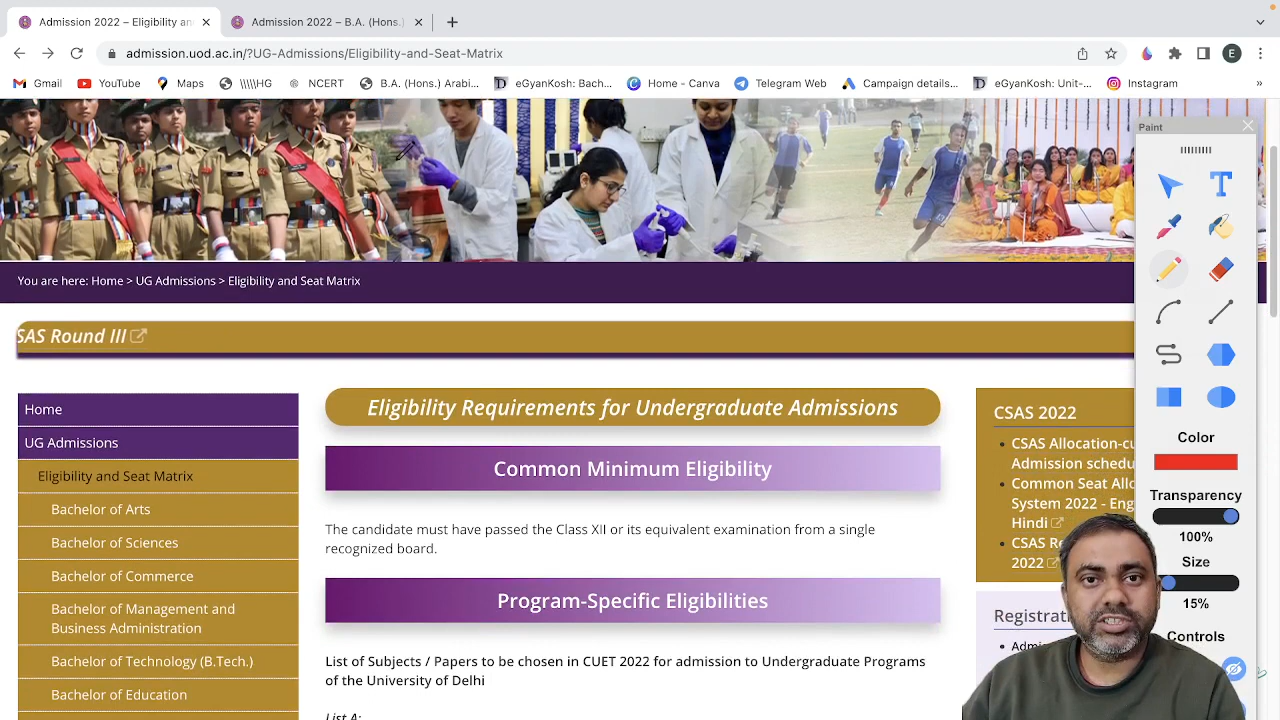 Admission 2022 – Eligibility an
Admission 2022 – B.A. (Hons.)
admission.uod.ac.in/?UG-Admissions/Eligibility-and-Seat-Matrix
E
Gmail
YouTube
Maps
\\\\\HG
NCERT
B.A. (Hons.) Arabi...
eGyanKosh: Bach...
Home - Canva
Telegram Web
Campaign details...
eGyanKosh: Unit-...
Instagram
»
Paint
T
You are here: Home > UG Admissions > Eligibility and Seat Matrix
SAS Round III
Home
UG Admissions
Eligibility and Seat Matrix
Bachelor of Arts
Bachelor of Sciences
Bachelor of Commerce
Bachelor of Management and
Business Administration
Bachelor of Technology (B.Tech.)
Bachelor of Education
Eligibility Requirements for Undergraduate Admissions
Common Minimum Eligibility
The candidate must have passed the Class XII or its equivalent examination from a single
recognized board.
Program-Specific Eligibilities
List of Subjects / Papers to be chosen in CUET 2022 for admission to Undergraduate Programs
of the University of Delhi
List A:
CSAS 2022
CSAS Allocation-cu
Admission schedu
Common Seat Allo
System 2022 - Eng
Hindi
CSAS Re
2022
Registrati
Admi
Color
Transparency
100%
Size
15%
Controls